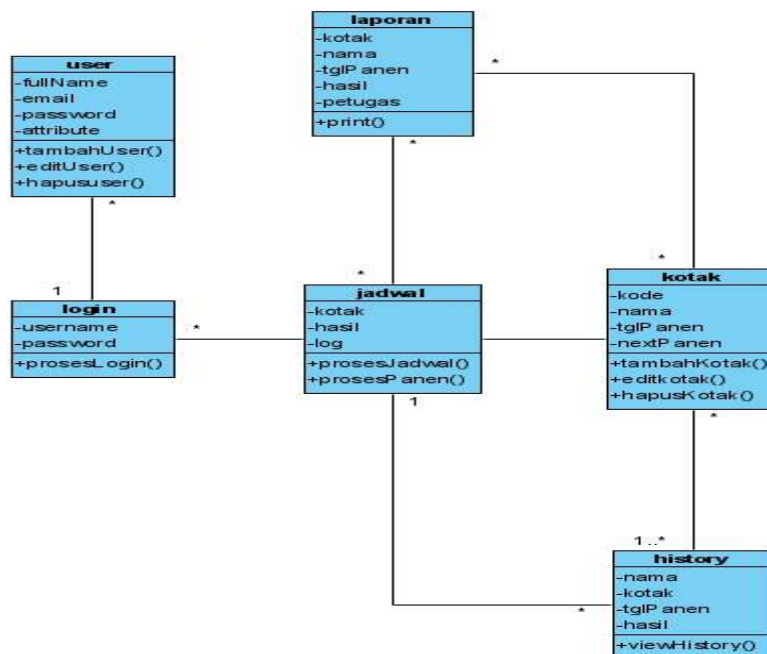 laporan
-kotak
-nama
-tglPanen
-hasil
-petugas
+print()
user
-fullName
-email
-password
-attribute
+tambahUser()
+editUser()
+hapususer()
*
*
*
1
*
*
login
-username
-password
+prosesLogin()
*
jadwal
-kotak
-hasil
-log
+prosesJadwal()
+prosesPanen()
1
kotak
-kode
-nama
-tglPanen
-nextPanen
+tambahKotak()
+editkotak()
+hapusKotak()
*
1..*
*
history
-nama
-kotak
-tglPanen
-hasil
+viewHistory()